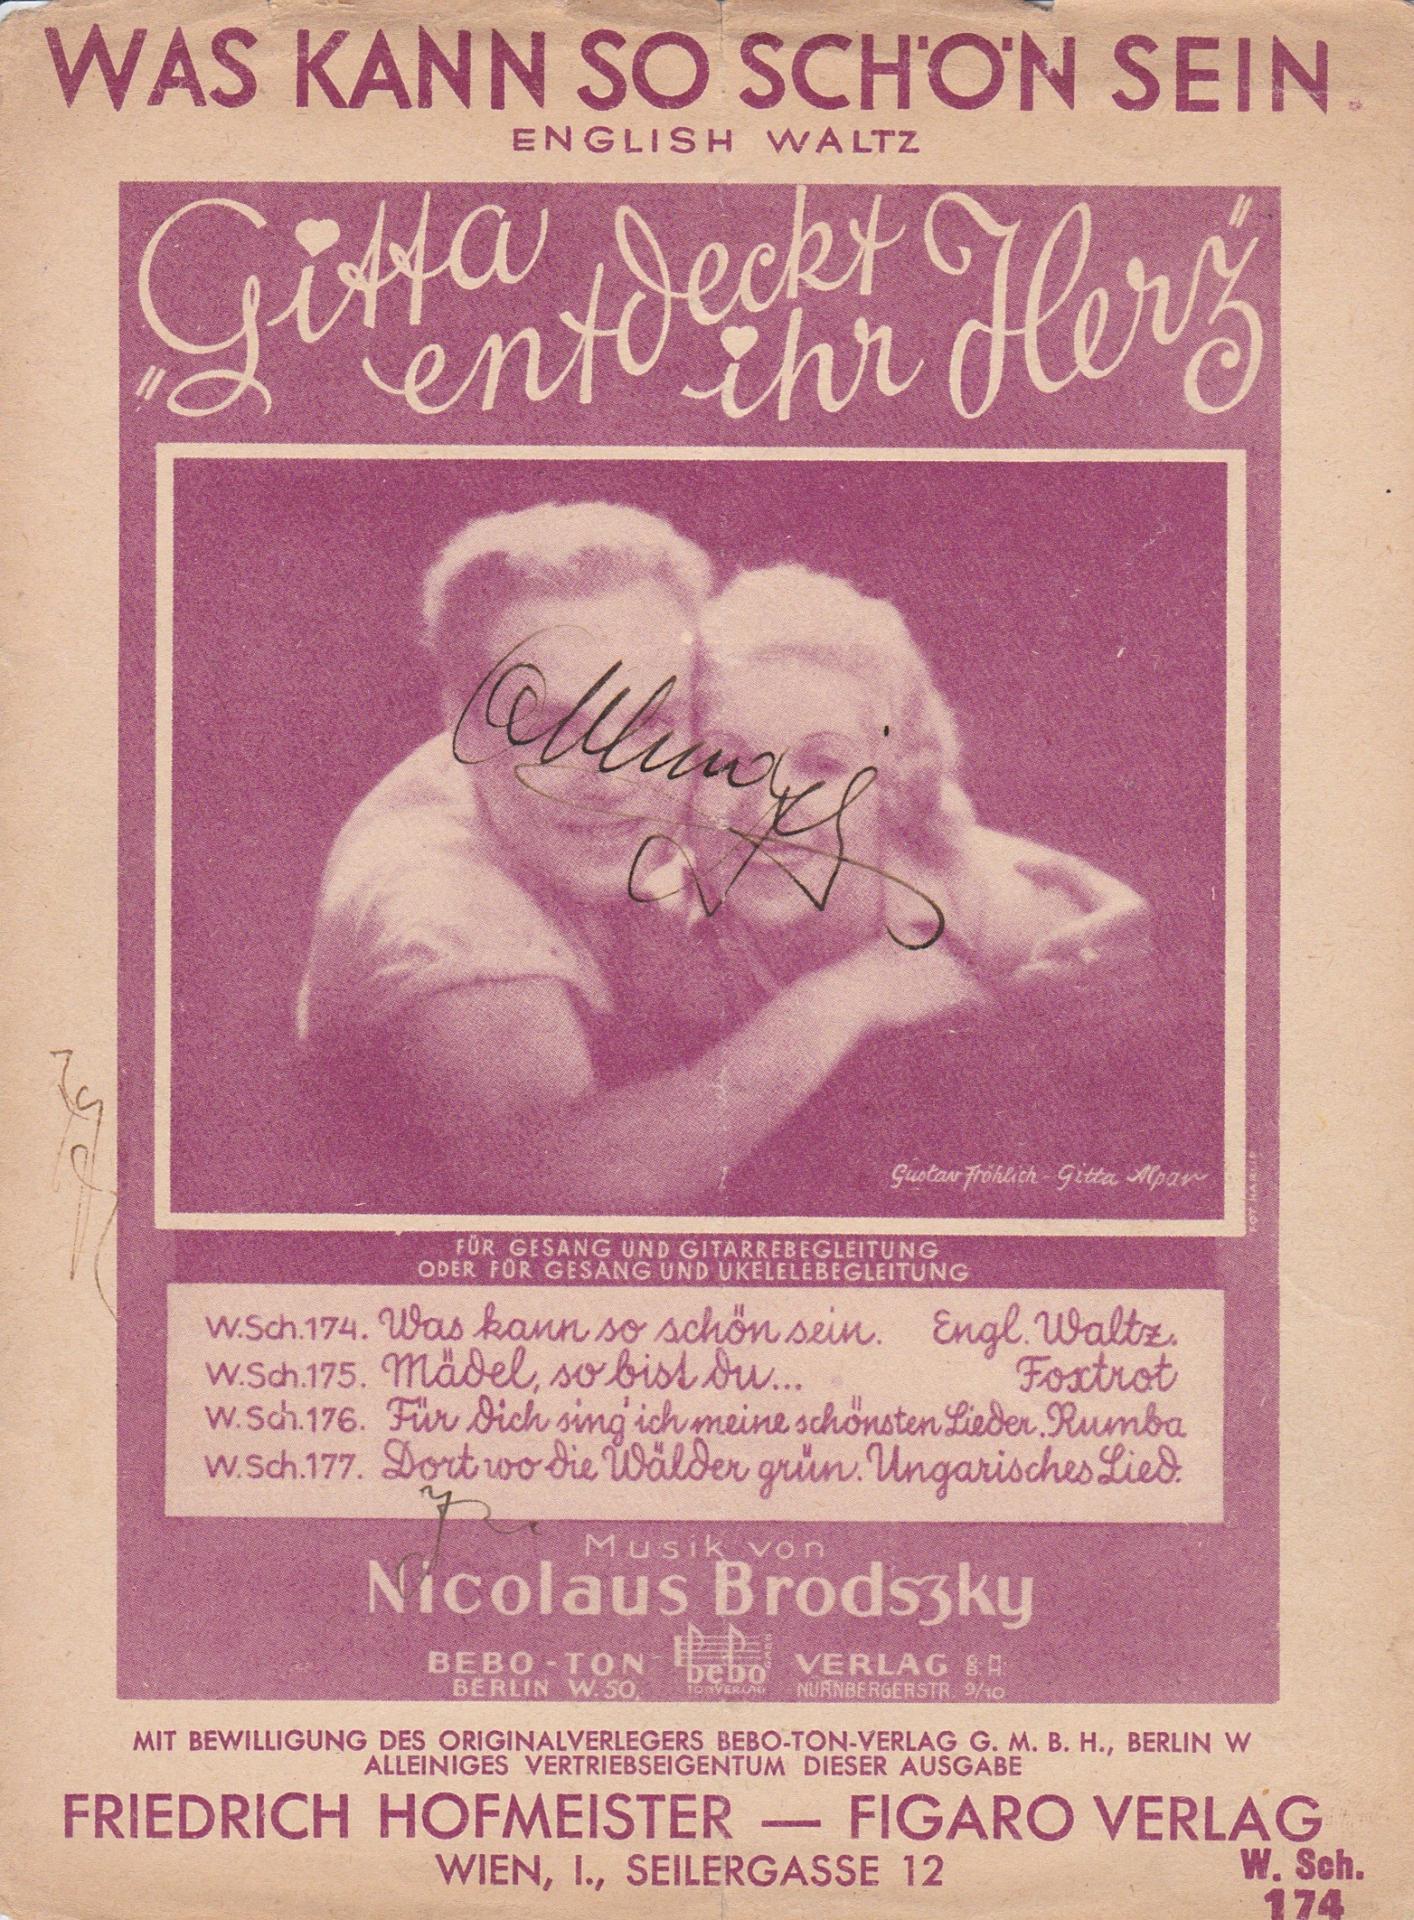 WAS KANN SO SCHÖN SEIN
ENGLISH WALTZ
„Gitta
entdeckt
ihr Herz"
Gustav Fröhlich - Gitta Alpar
FOT. HARLIP
FÜR GESANG UND GITARREBEGLEITUNG
ODER FÜR GESANG UND UKELELEBEGLEITUNG
W.Sch.174. Was kann so schön sein. Engl. Waltz.
W.Sch.175. Mädel, so bist du... Foxtrot
W.Sch.176. Für dich sing' ich meine schönsten Lieder. Rumba
W.Sch.177. Dort wo die Wälder grün. Ungarisches Lied.
Musik von
Nicolaus Brodszky
BEBO-TON bebo VERLAG G.M.B.H.
BERLIN W.50. TONVERLAG NÜRNBERGERSTR. 9/10
MIT BEWILLIGUNG DES ORIGINALVERLEGERS BEBO-TON-VERLAG G. M. B. H., BERLIN W
ALLEINIGES VERTRIEBSEIGENTUM DIESER AUSGABE
FRIEDRICH HOFMEISTER — FIGARO VERLAG
WIEN, I., SEILERGASSE 12
W. Sch.
174